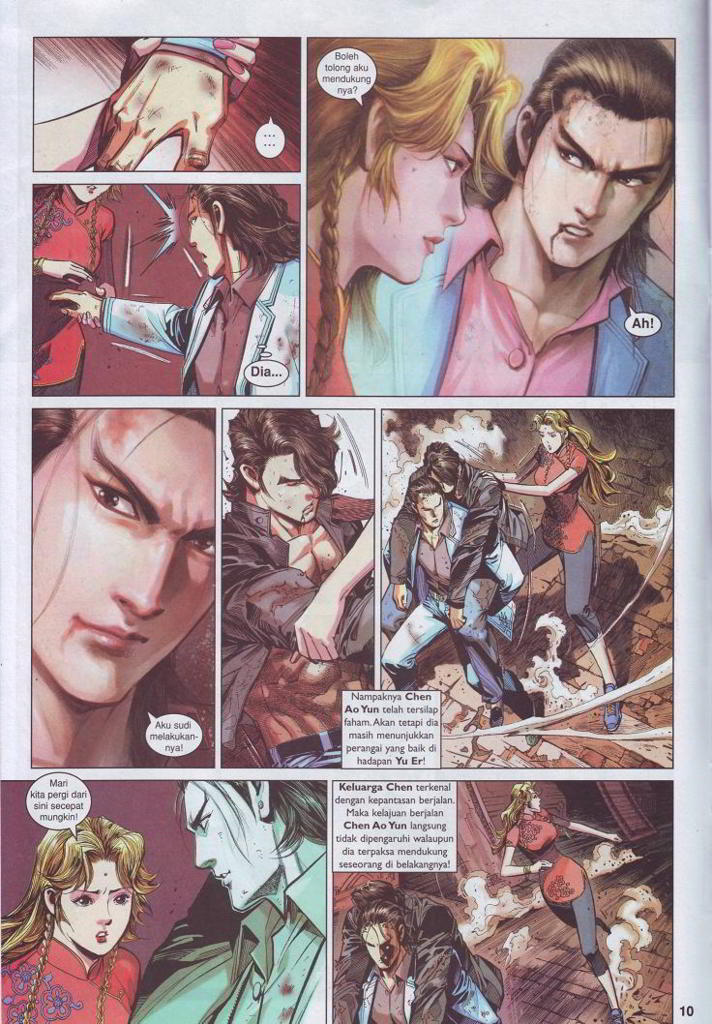 ...
...
Boleh
tolong aku
mendukung
nya?
Ah!
Dia...
Aku sudi
melakukan-
nya!
Nampaknya Chen
Ao Yun telah tersilap
faham. Akan tetapi dia
masih menunjukkan
perangai yang baik di
hadapan Yu Er!
Mari
kita pergi dari
sini secepat
mungkin!
Keluarga Chen terkenal
dengan kepantasan berjalan.
Maka kelajuan berjalan
Chen Ao Yun langsung
tidak dipengaruhi walaupun
dia terpaksa mendukung
seseorang di belakangnya!
10